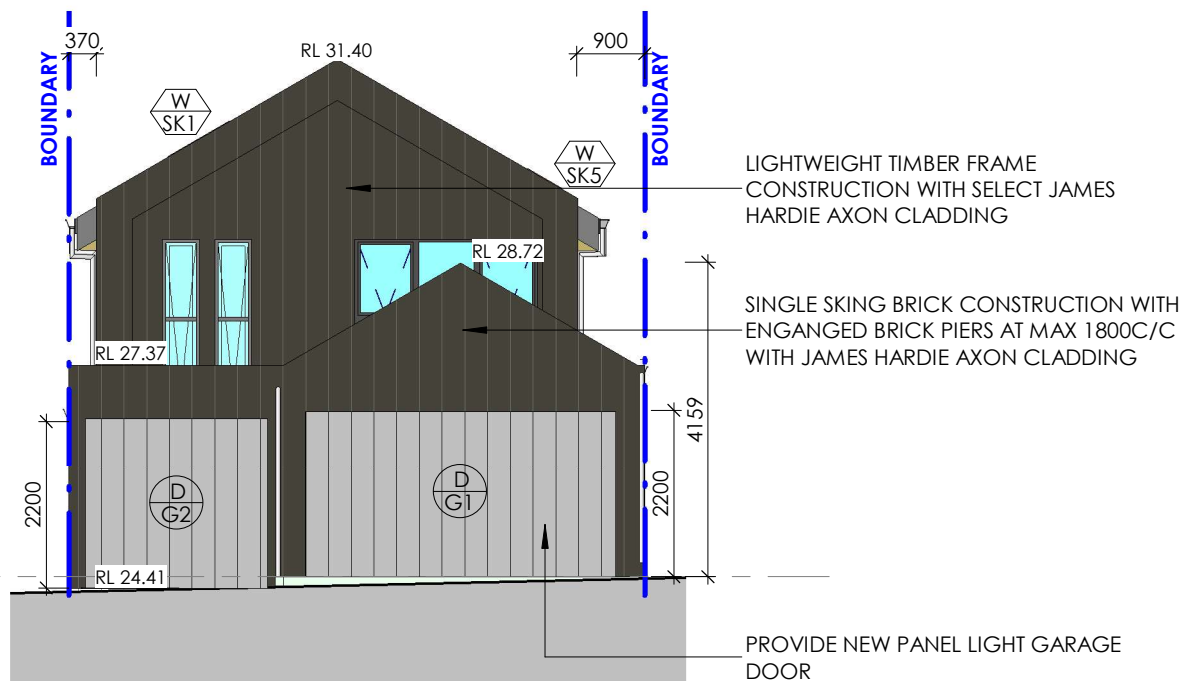 370
RL 31.40
900
BOUNDARY
BOUNDARY
W
SK1
W
SK5
LIGHTWEIGHT TIMBER FRAME
CONSTRUCTION WITH SELECT JAMES
HARDIE AXON CLADDING
RL 28.72
SINGLE SKING BRICK CONSTRUCTION WITH
ENGANGED BRICK PIERS AT MAX 1800C/C
WITH JAMES HARDIE AXON CLADDING
RL 27.37
4159
2200
D
G2
D
G1
2200
RL 24.41
PROVIDE NEW PANEL LIGHT GARAGE
DOOR